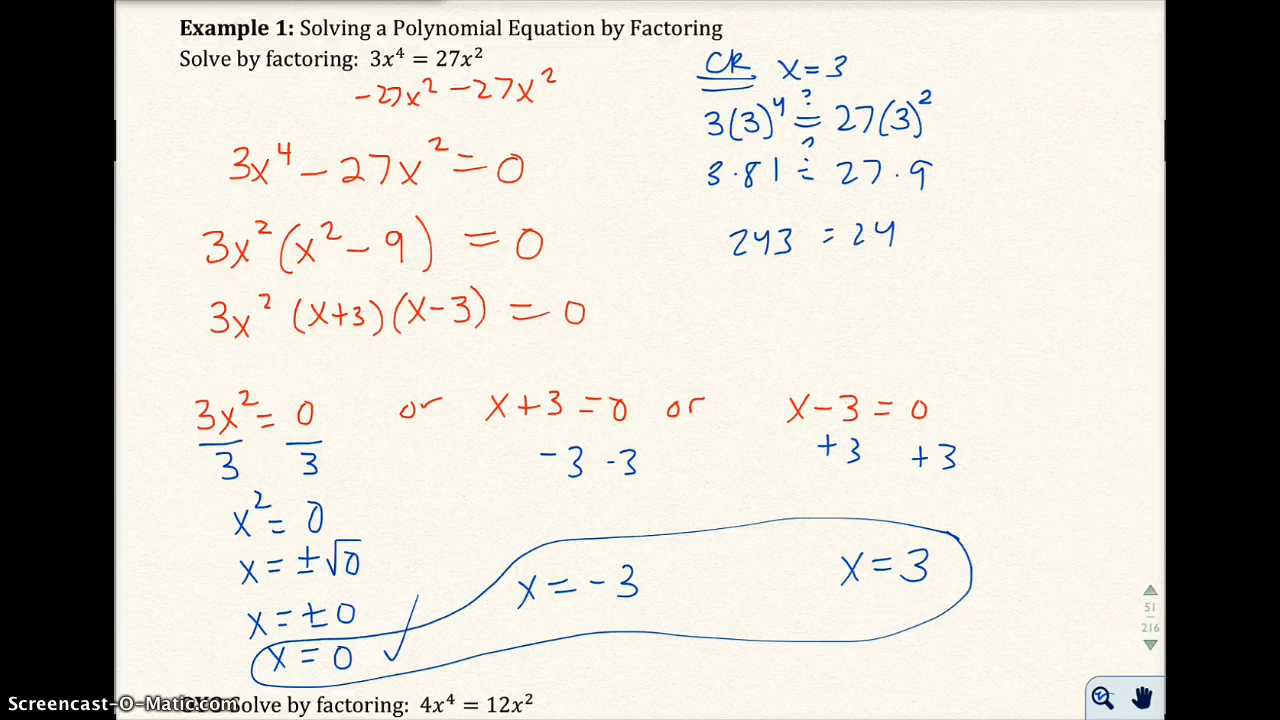 Example 1: Solving a Polynomial Equation by Factoring
Solve by factoring: 3x⁴ = 27x²
-27x² -27x²
3x⁴ - 27x² = 0
3x²(x² - 9) = 0
3x² (x+3)(x-3) = 0
CK x = 3
3(3)⁴ ≟ 27(3)²
3·81 ≟ 27·9
243 = 24
3x² = 0 or x+3 = 0 or x-3 = 0
3 3 -3 -3 +3 +3
x² = 0
x = ±√0
x = -3 x = 3
x = ±0
x = 0 ✓
Solve by factoring: 4x⁴ = 12x²
Screencast-O-Matic.com
51
216